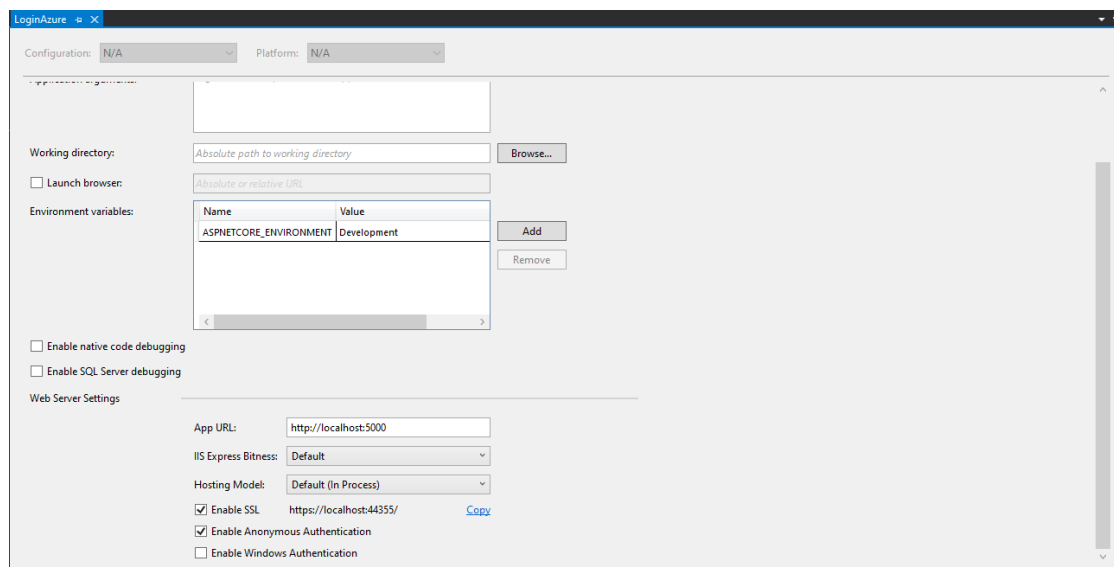 LoginAzure
Configuration: N/A Platform: N/A
Application arguments:
Working directory: Absolute path to working directory Browse...
Launch browser: Absolute or relative URL
Environment variables: Name Value
ASPNETCORE_ENVIRONMENT Development Add
Remove
Enable native code debugging
Enable SQL Server debugging
Web Server Settings
App URL: http://localhost:5000
IIS Express Bitness: Default
Hosting Model: Default (In Process)
Enable SSL https://localhost:44355/ Copy
Enable Anonymous Authentication
Enable Windows Authentication